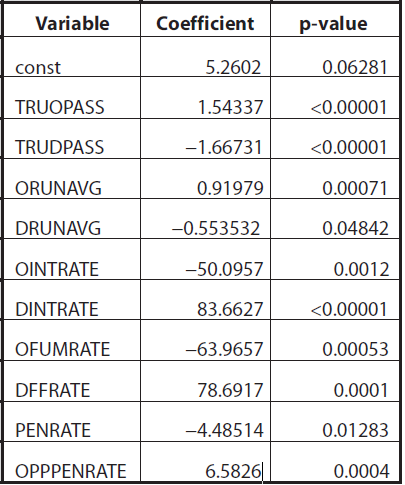 Variable Coefficient p-value
const 5.2602 0.06281
TRUOPASS 1.54337 <0.00001
TRUDPASS −1.66731 <0.00001
ORUNAVG 0.91979 0.00071
DRUNAVG −0.553532 0.04842
OINTRATE −50.0957 0.0012
DINTRATE 83.6627 <0.00001
OFUMRATE −63.9657 0.00053
DFFRATE 78.6917 0.0001
PENRATE −4.48514 0.01283
OPPPENRATE 6.5826 0.0004